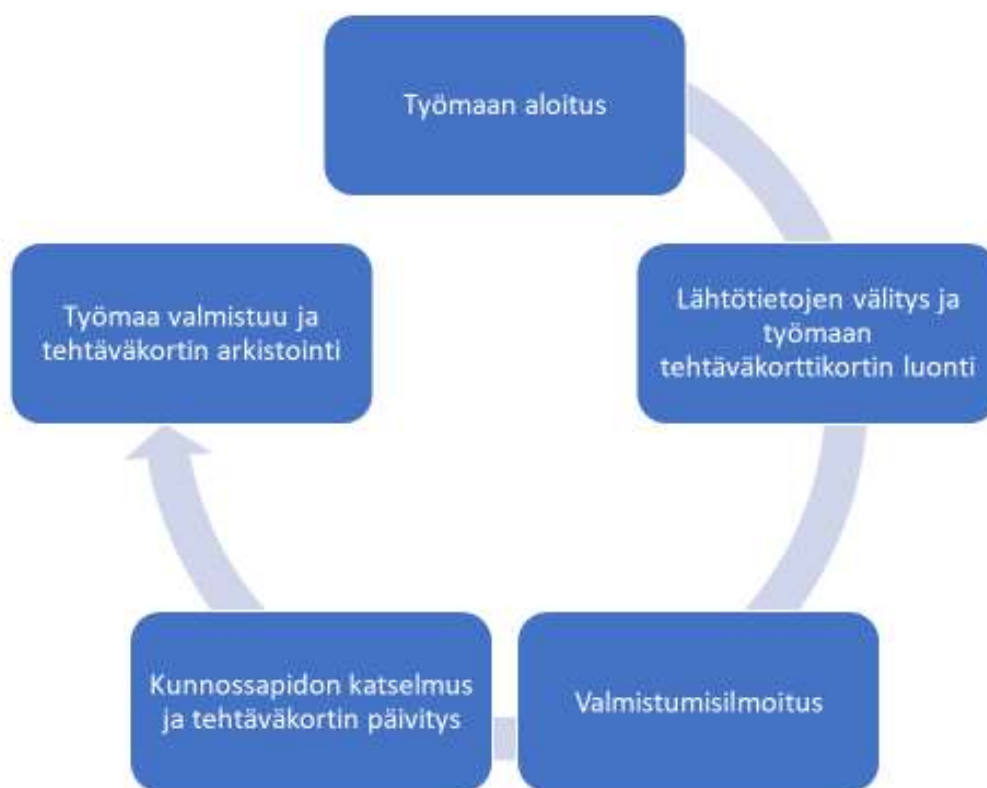 Työmaan aloitus
Lähtötietojen välitys ja
työmaan
tehtäväkorttikortin luonti
Valmistumisilmoitus
Kunnossapidon katselmus
ja tehtäväkortin päivitys
Työmaa valmistuu ja
tehtäväkortin arkistointi